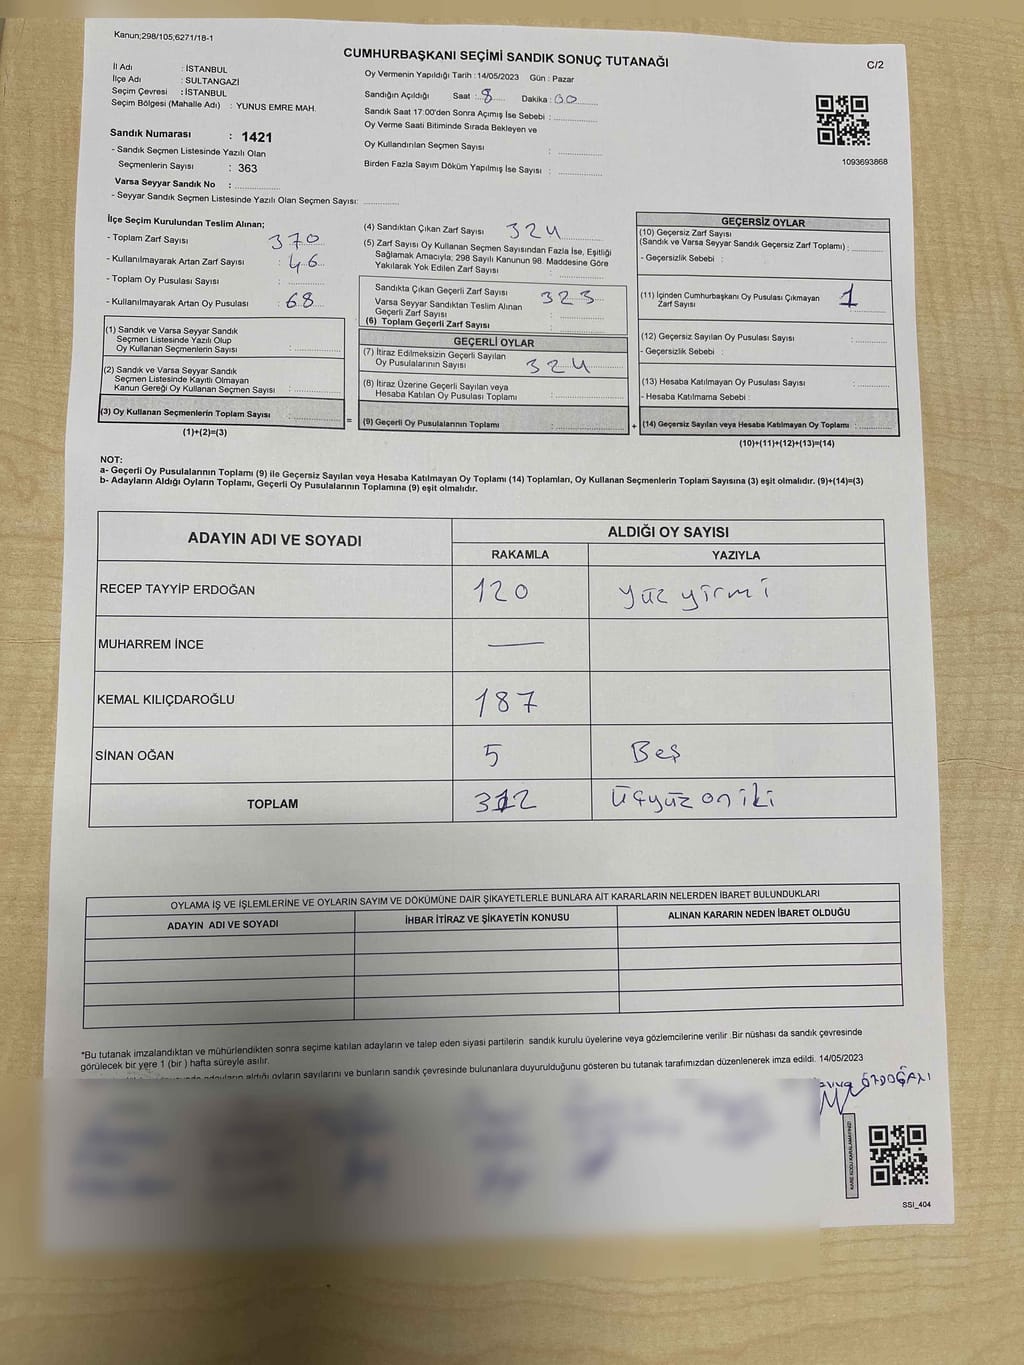 Kanun;298/105,6271/18-1
CUMHURBAŞKANI SEÇİMİ SANDIK SONUÇ TUTANAĞI
C/2
İl Adı : İSTANBUL
İlçe Adı : SULTANGAZİ
Seçim Çevresi : İSTANBUL
Seçim Bölgesi (Mahalle Adı) : YUNUS EMRE MAH.
Sandık Numarası : 1421
- Sandık Seçmen Listesinde Yazılı Olan
Seçmenlerin Sayısı : 363
Varsa Seyyar Sandık No :
- Seyyar Sandık Seçmen Listesinde Yazılı Olan Seçmen Sayısı:
Oy Vermenin Yapıldığı Tarih : 14/05/2023 Gün : Pazar
Sandığın Açıldığı Saat : 8 Dakika : 00
Sandık Saat 17:00'den Sonra Açımış İse Sebebi :
Oy Verme Saati Bitiminde Sırada Bekleyen ve
Oy Kullandırılan Seçmen Sayısı :
Birden Fazla Sayım Döküm Yapılmış İse Sayısı :
1093693868
İlçe Seçim Kurulundan Teslim Alınan;
- Toplam Zarf Sayısı : 370
- Kullanılmayarak Artan Zarf Sayısı : 46
- Toplam Oy Pusulası Sayısı :
- Kullanılmayarak Artan Oy Pusulası : 68
(1) Sandık ve Varsa Seyyar Sandık
Seçmen Listesinde Yazılı Olup
Oy Kullanan Seçmenlerin Sayısı :
(2) Sandık ve Varsa Seyyar Sandık
Seçmen Listesinde Kayıtlı Olmayan
Kanun Gereği Oy Kullanan Seçmen Sayısı :
(3) Oy Kullanan Seçmenlerin Toplam Sayısı :
(1)+(2)=(3)
=
(4) Sandıktan Çıkan Zarf Sayısı : 324
(5) Zarf Sayısı Oy Kullanan Seçmen Sayısından Fazla İse, Eşitliği
Sağlamak Amacıyla; 298 Sayılı Kanunun 98. Maddesine Göre
Yakılarak Yok Edilen Zarf Sayısı :
Sandıkta Çıkan Geçerli Zarf Sayısı : 323
Varsa Seyyar Sandıktan Teslim Alınan
Geçerli Zarf Sayısı :
(6) Toplam Geçerli Zarf Sayısı :
GEÇERLİ OYLAR
(7) İtiraz Edilmeksizin Geçerli Sayılan
Oy Pusulalarının Sayısı : 324
(8) İtiraz Üzerine Geçerli Sayılan veya
Hesaba Katılan Oy Pusulası Toplamı :
(9) Geçerli Oy Pusulalarının Toplamı :
+
GEÇERSİZ OYLAR
(10) Geçersiz Zarf Sayısı
(Sandık ve Varsa Seyyar Sandık Geçersiz Zarf Toplamı) :
- Geçersizlik Sebebi :
(11) İçinden Cumhurbaşkanı Oy Pusulası Çıkmayan
Zarf Sayısı : 1
(12) Geçersiz Sayılan Oy Pusulası Sayısı :
- Geçersizlik Sebebi :
(13) Hesaba Katılmayan Oy Pusulası Sayısı :
- Hesaba Katılmama Sebebi :
(14) Geçersiz Sayılan veya Hesaba Katılmayan Oy Toplamı :
(10)+(11)+(12)+(13)=(14)
NOT:
a- Geçerli Oy Pusulalarının Toplamı (9) ile Geçersiz Sayılan veya Hesaba Katılmayan Oy Toplamı (14) Toplamları, Oy Kullanan Seçmenlerin Toplam Sayısına (3) eşit olmalıdır. (9)+(14)=(3)
b- Adayların Aldığı Oyların Toplamı, Geçerli Oy Pusulalarının Toplamına (9) eşit olmalıdır.
ADAYIN ADI VE SOYADI
ALDIĞI OY SAYISI
RAKAMLA YAZIYLA
RECEP TAYYİP ERDOĞAN 120 yüz yirmi
MUHARREM İNCE —
KEMAL KILIÇDAROĞLU 187
SİNAN OĞAN 5 Beş
TOPLAM 312 üçyüz on iki
OYLAMA İŞ VE İŞLEMLERİNE VE OYLARIN SAYIM VE DÖKÜMÜNE DAİR ŞİKAYETLERLE BUNLARA AİT KARARLARIN NELERDEN İBARET BULUNDUKLARI
ADAYIN ADI VE SOYADI İHBAR İTİRAZ VE ŞİKAYETİN KONUSU ALINAN KARARIN NEDEN İBARET OLDUĞU
*Bu tutanak imzalandıktan ve mühürlendikten sonra seçime katılan adayların ve talep eden siyasi partilerin sandık kurulu üyelerine veya gözlemcilerine verilir. Bir nüshası da sandık çevresinde
görülecek bir yere 1 (bir ) hafta süreyle asılır.
aldığı oyların sayılarını ve bunların sandık çevresinde bulunanlara duyurulduğunu gösteren bu tutanak tarafımızdan düzenlenerek imza edildi. 14/05/2023
ÖZDOĞAN
KARE KODU KARALAMAYINIZ!
SSI_404